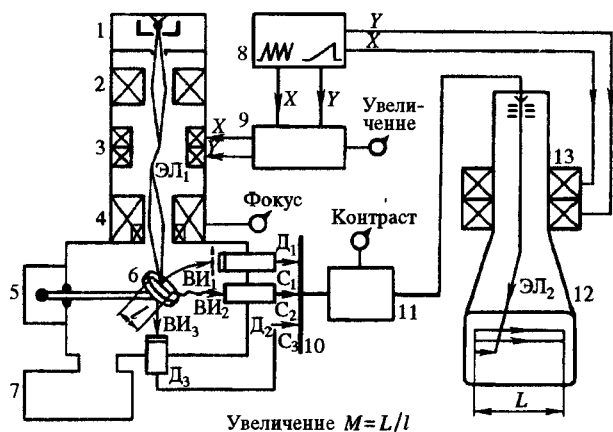 1
2
3
4
5
6
7
8
9
10
11
12
13
Y
X
X
Y
X
Y
Увели-
чение
ЭЛ₁
Фокус
Контраст
Д₁
С₁
ВИ₁
ВИ₂
С₂
Д₂
С₃
ВИ₃
Д₃
l
ЭЛ₂
L
Увеличение M = L/l